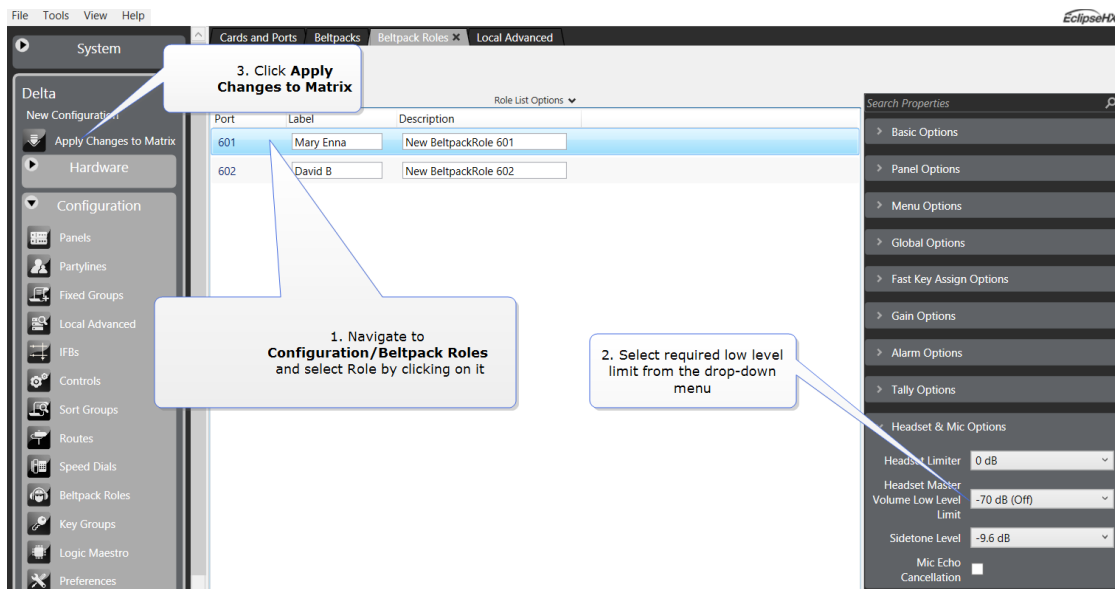 File Tools View Help
EclipseHX
System
Cards and Ports Beltpacks Beltpack Roles Local Advanced
3. Click Apply
Changes to Matrix
Delta
New Configuration
Apply Changes to Matrix
Hardware
Configuration
Panels
Partylines
Fixed Groups
Local Advanced
IFBs
Controls
Sort Groups
Routes
Speed Dials
Beltpack Roles
Key Groups
Logic Maestro
Preferences
Role List Options
Port Label Description
601 Mary Enna New BeltpackRole 601
602 David B New BeltpackRole 602
1. Navigate to
Configuration/Beltpack Roles
and select Role by clicking on it
2. Select required low level
limit from the drop-down
menu
Search Properties
Basic Options
Panel Options
Menu Options
Global Options
Fast Key Assign Options
Gain Options
Alarm Options
Tally Options
Headset & Mic Options
Headset Limiter 0 dB
Headset Master
Volume Low Level
Limit
-70 dB (Off)
Sidetone Level -9.6 dB
Mic Echo
Cancellation